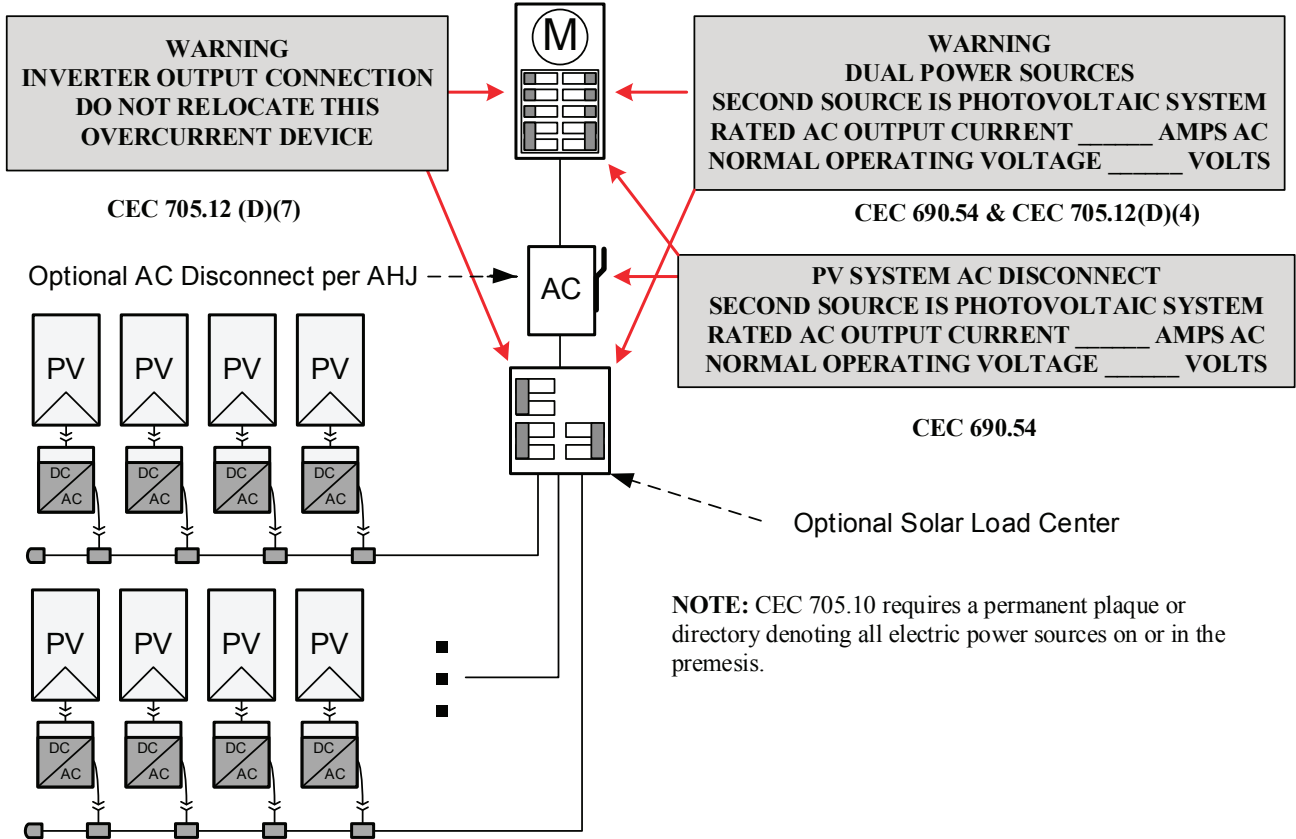 WARNING
INVERTER OUTPUT CONNECTION
DO NOT RELOCATE THIS
OVERCURRENT DEVICE
CEC 705.12 (D)(7)
M
WARNING
DUAL POWER SOURCES
SECOND SOURCE IS PHOTOVOLTAIC SYSTEM
RATED AC OUTPUT CURRENT ______ AMPS AC
NORMAL OPERATING VOLTAGE ______ VOLTS
CEC 690.54 & CEC 705.12(D)(4)
Optional AC Disconnect per AHJ
AC
PV SYSTEM AC DISCONNECT
SECOND SOURCE IS PHOTOVOLTAIC SYSTEM
RATED AC OUTPUT CURRENT ______ AMPS AC
NORMAL OPERATING VOLTAGE ______ VOLTS
CEC 690.54
PV PV PV PV
DC DC DC DC
AC AC AC AC
Optional Solar Load Center
NOTE: CEC 705.10 requires a permanent plaque or
directory denoting all electric power sources on or in the
premesis.
PV PV PV PV
DC DC DC DC
AC AC AC AC